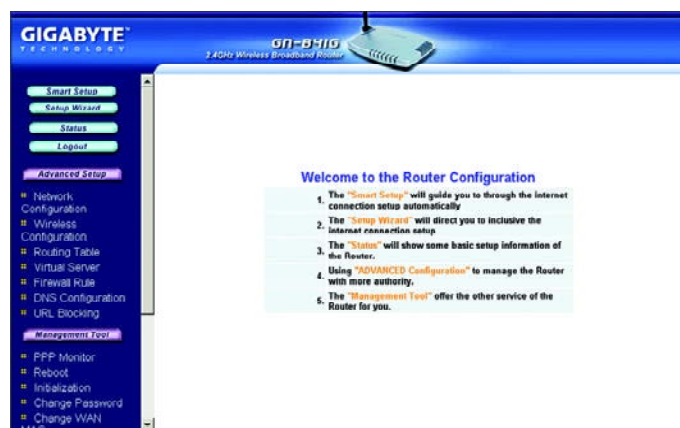 GIGABYTE™
TECHNOLOGY
GN-B41G
2.4GHz Wireless Broadband Router
Smart Setup
Setup Wizard
Status
Logout
Advanced Setup
Network
Configuration
Wireless
Configuration
Routing Table
Virtual Server
Firewall Rule
DNS Configuration
URL Blocking
Management Tool
PPP Monitor
Reboot
Initialization
Change Password
Change WAN
MAC
Welcome to the Router Configuration
1. The "Smart Setup" will guide you to through the internet
connection setup automatically
2. The "Setup Wizard" will direct you to inclusive the
internet connection setup
3. The "Status" will show some basic setup information of
the Router.
4. Using "ADVANCED Configuration" to manage the Router
with more authority.
5. The "Management Tool" offer the other service of the
Router for you.